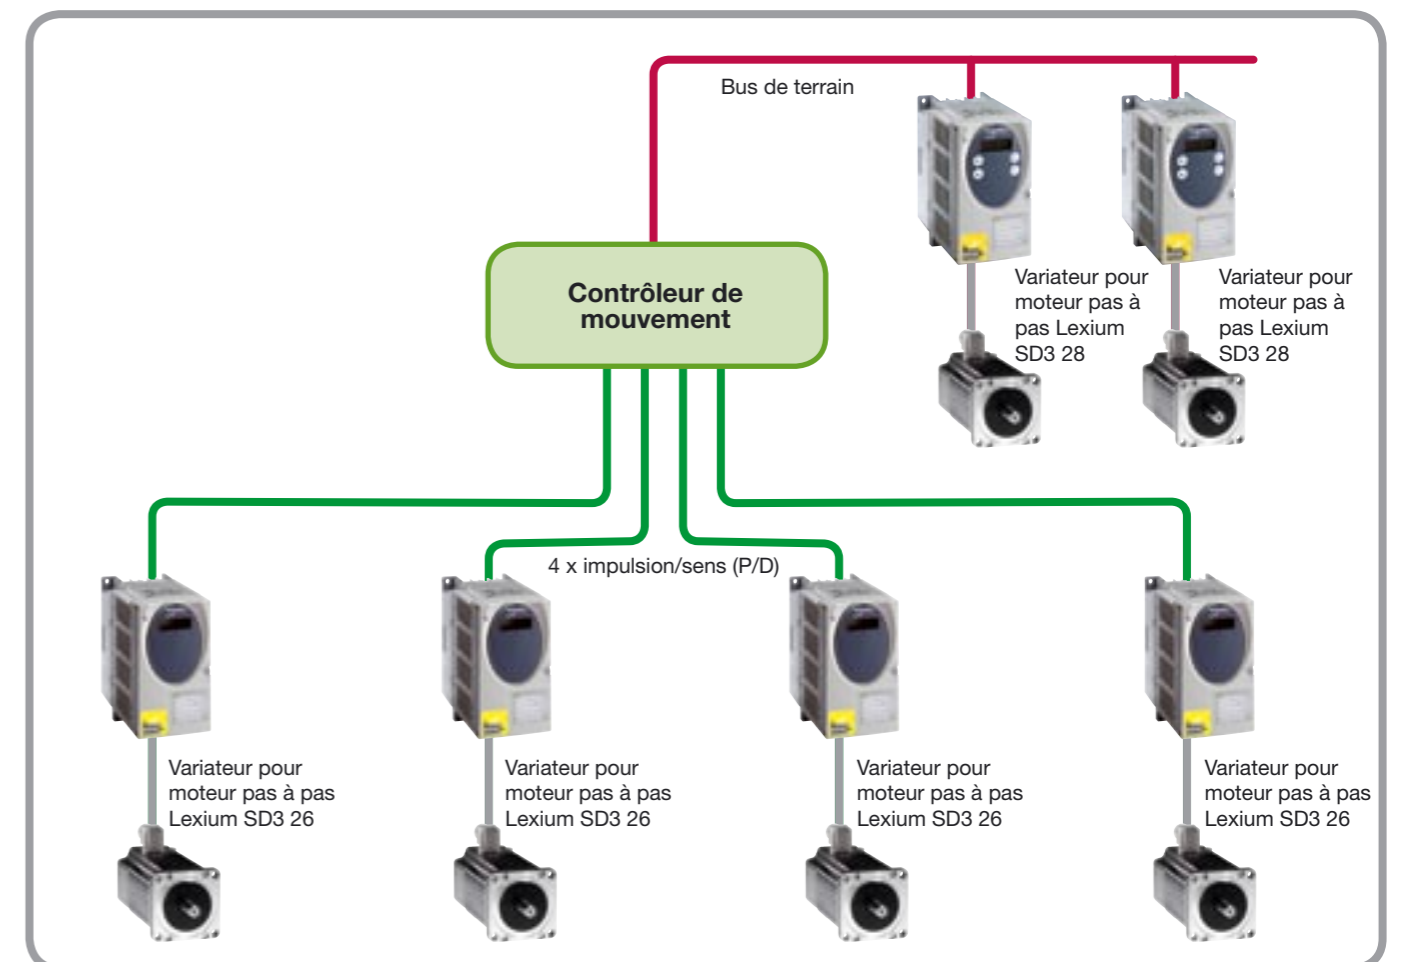 Bus de terrain
Contrôleur de
mouvement
Variateur pour
moteur pas à
pas Lexium
SD3 28
Variateur pour
moteur pas à
pas Lexium
SD3 28
4 x impulsion/sens (P/D)
Variateur pour
moteur pas à pas
Lexium SD3 26
Variateur pour
moteur pas à pas
Lexium SD3 26
Variateur pour
moteur pas à pas
Lexium SD3 26
Variateur pour
moteur pas à pas
Lexium SD3 26